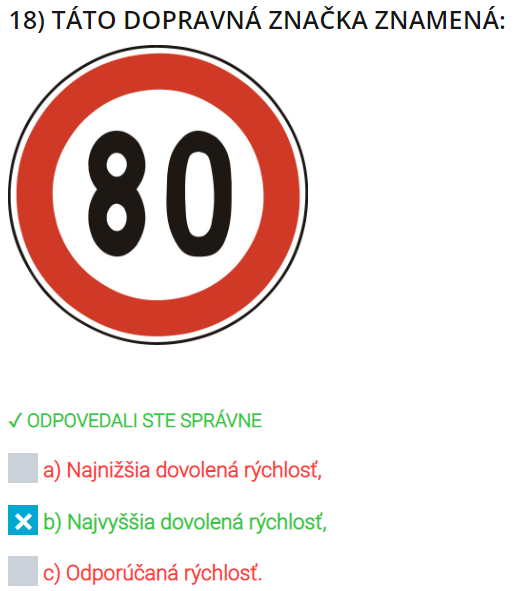 18) TÁTO DOPRAVNÁ ZNAČKA ZNAMENÁ:
80
✓ ODPOVEDALI STE SPRÁVNE
a) Najnižšia dovolená rýchlosť,
b) Najvyššia dovolená rýchlosť,
c) Odporúčaná rýchlosť.